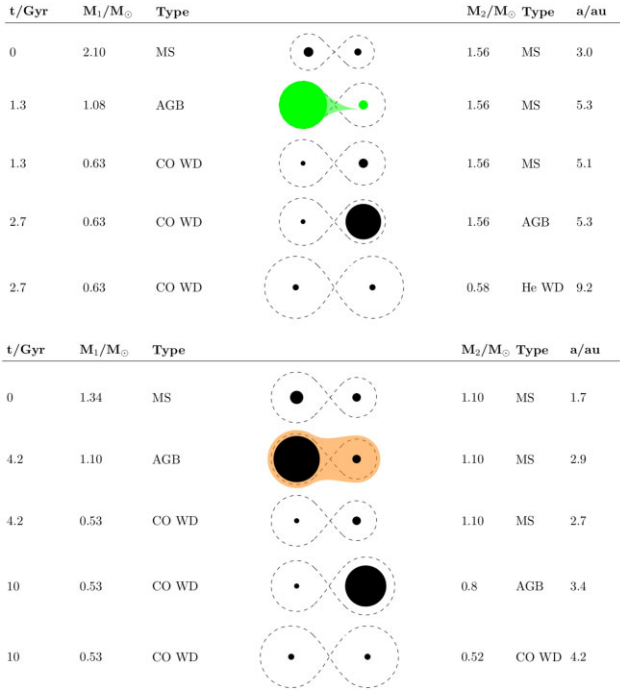 t/Gyr M₁/M☉ Type M₂/M☉ Type a/au
0 2.10 MS 1.56 MS 3.0
1.3 1.08 AGB 1.56 MS 5.3
1.3 0.63 CO WD 1.56 MS 5.1
2.7 0.63 CO WD 1.56 AGB 5.3
2.7 0.63 CO WD 0.58 He WD 9.2
t/Gyr M₁/M☉ Type M₂/M☉ Type a/au
0 1.34 MS 1.10 MS 1.7
4.2 1.10 AGB 1.10 MS 2.9
4.2 0.53 CO WD 1.10 MS 2.7
10 0.53 CO WD 0.8 AGB 3.4
10 0.53 CO WD 0.52 CO WD 4.2